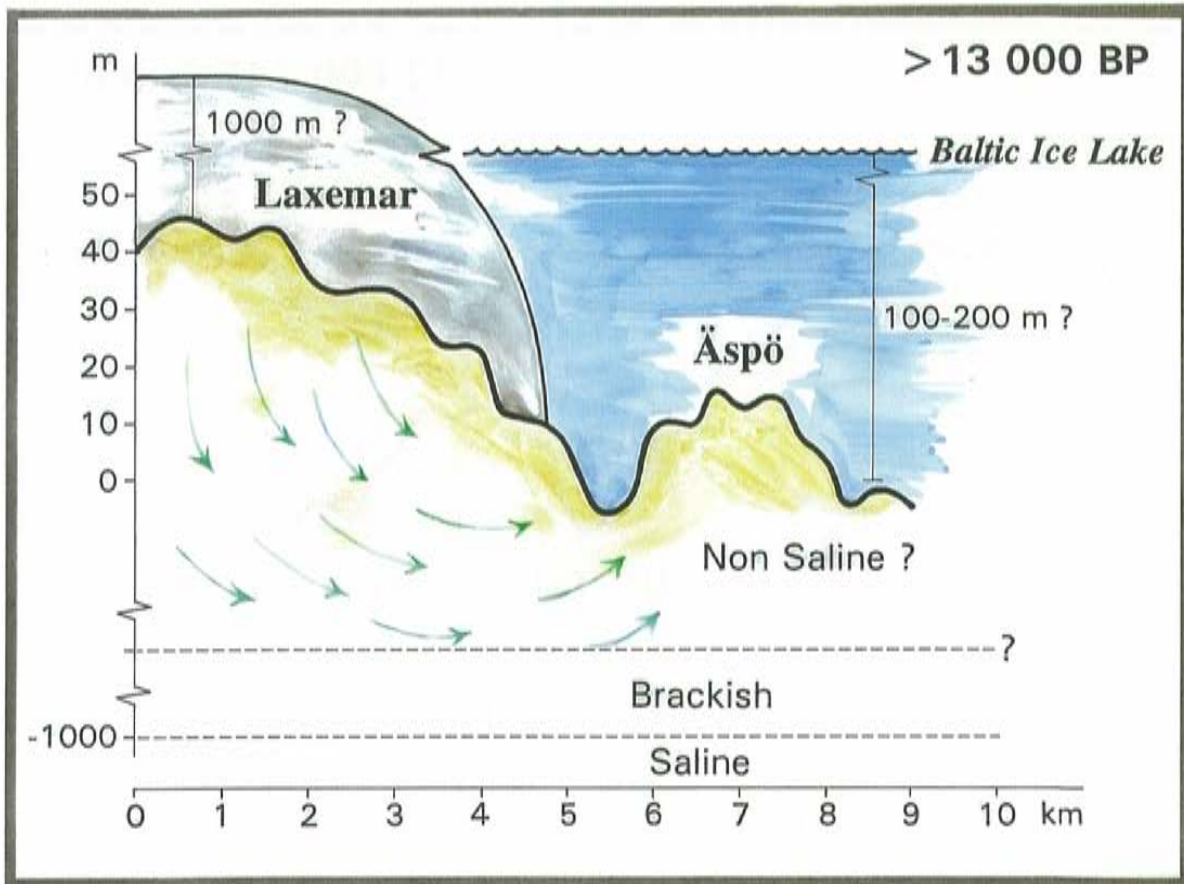 > 13 000 BP
m
1000 m ?
Baltic Ice Lake
Laxemar
50
40
30
20
10
0
100-200 m ?
Äspö
Non Saline ?
?
Brackish
-1000
Saline
0 1 2 3 4 5 6 7 8 9 10 km